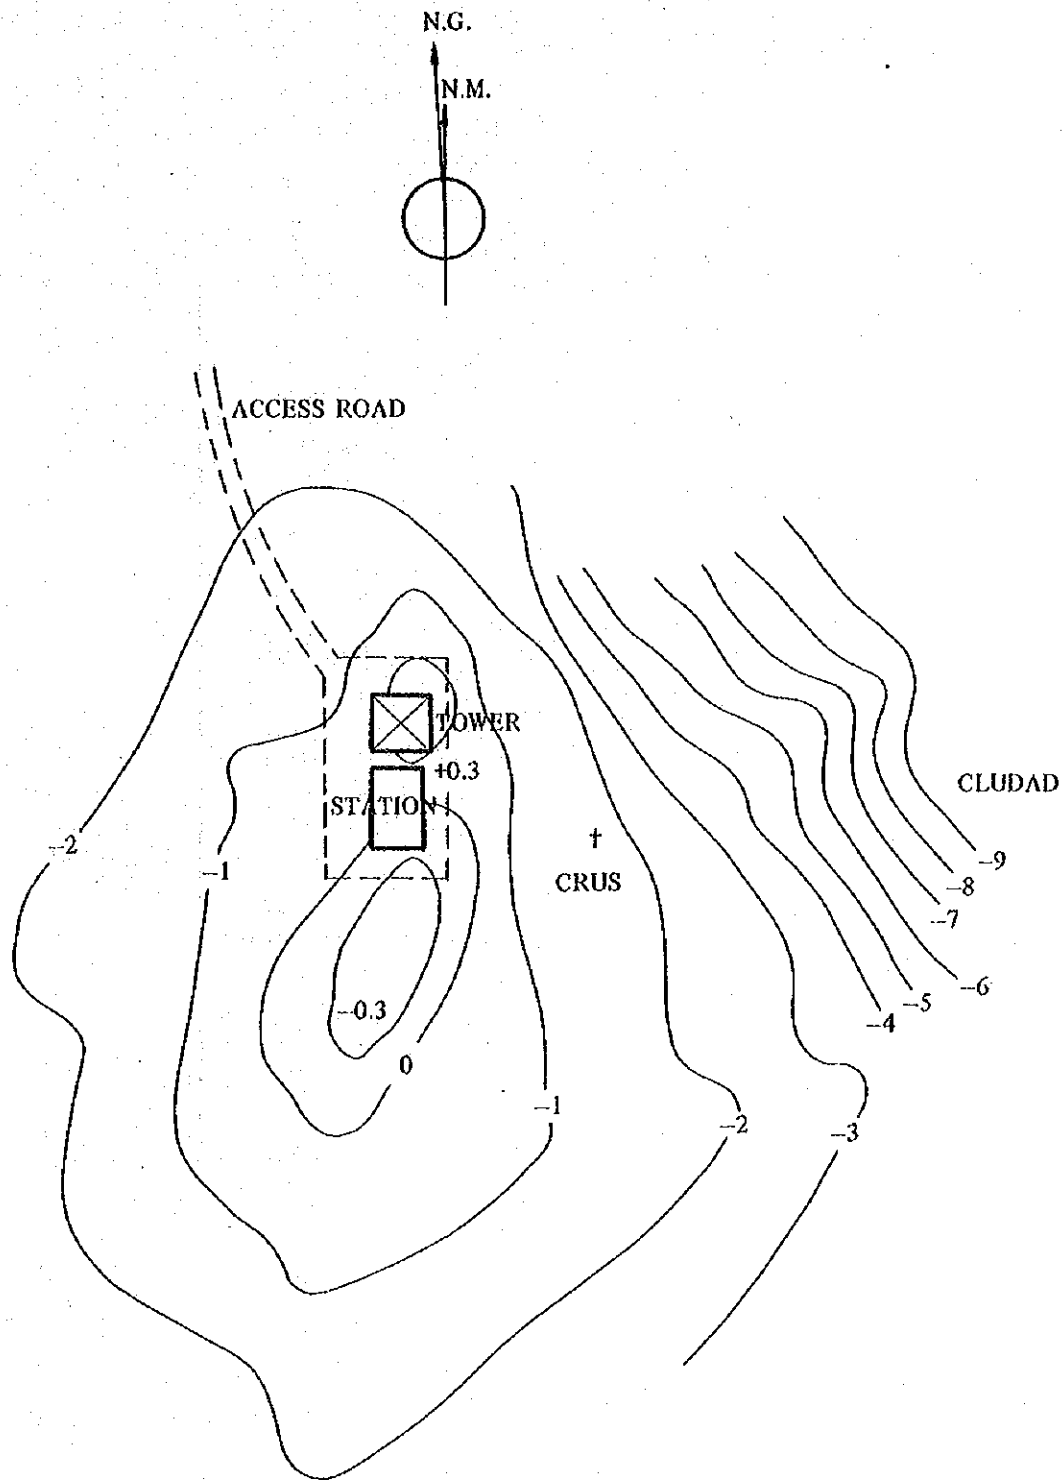 N.G.
N.M.
ACCESS ROAD
TOWER
+0.3
STATION
CLUDAD
†
CRUS
-2
-1
-9
-8
-7
-6
-5
-4
-0.3
0
-1
-2
-3